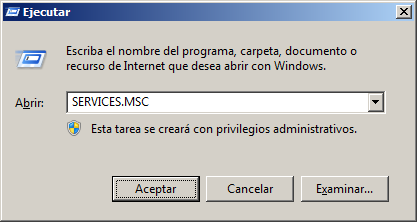 Ejecutar
Escriba el nombre del programa, carpeta, documento o
recurso de Internet que desea abrir con Windows.
Abrir:
SERVICES.MSC
Esta tarea se creará con privilegios administrativos.
Aceptar
Cancelar
Examinar...